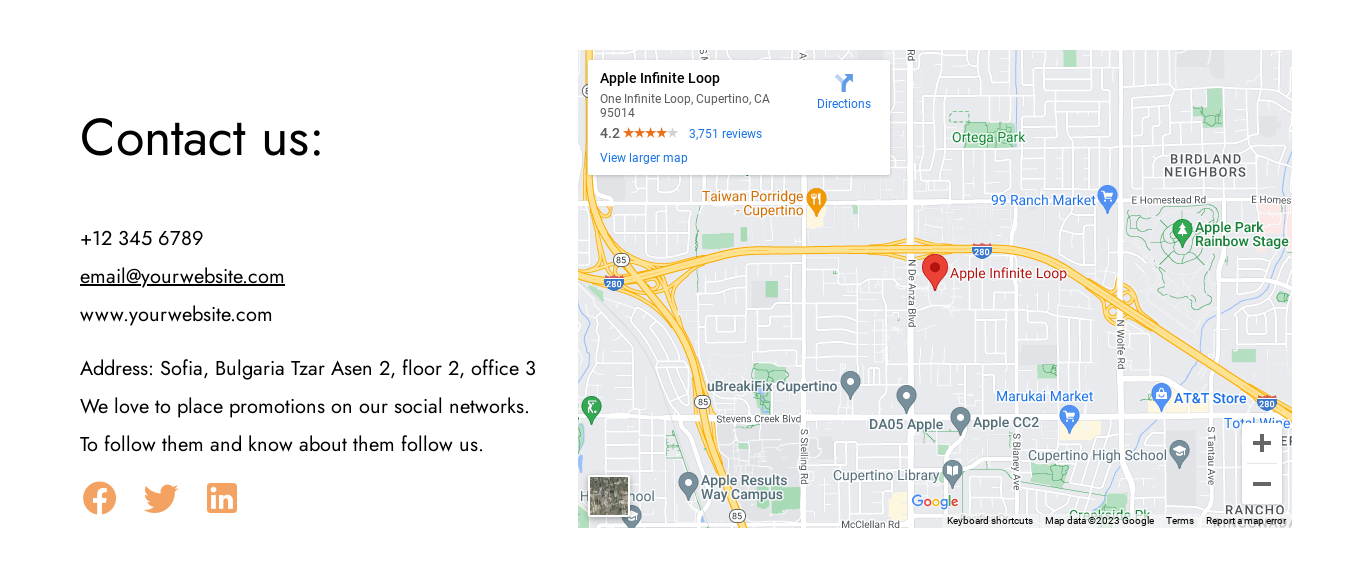 Contact us:
+12 345 6789
email@yourwebsite.com
www.yourwebsite.com
Address: Sofia, Bulgaria Tzar Asen 2, floor 2, office 3
We love to place promotions on our social networks.
To follow them and know about them follow us.
Apple Infinite Loop
One Infinite Loop, Cupertino, CA
95014
Directions
4.2
3,751 reviews
View larger map
Ortega Park
BIRDLAND
NEIGHBORS
Taiwan Porridge
- Cupertino
99 Ranch Market
E Homestead Rd
E Homes
Apple Park
Rainbow Stage
85
280
280
Apple Infinite Loop
N De Anza Blvd
N Wolfe Rd
uBreakiFix Cupertino
Marukai Market
AT&T Store
280
85
Stevens Creek Blvd
DA05 Apple
Apple CC2
Total Wine
S Stelling Rd
S Blaney Ave
S Tantau Ave
Cupertino High School
Cupertino Library
Apple Results
Way Campus
85
Google
McClellan Rd
Creekside Pk
RANCHO
Keyboard shortcuts
Map data ©2023 Google
Terms
Report a map error